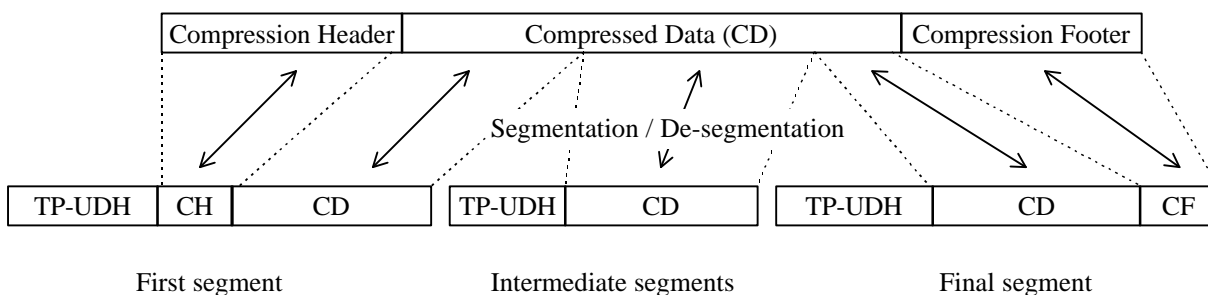 Compression Header Compressed Data (CD) Compression Footer
Segmentation / De-segmentation
TP-UDH CH CD TP-UDH CD TP-UDH CD CF
First segment Intermediate segments Final segment